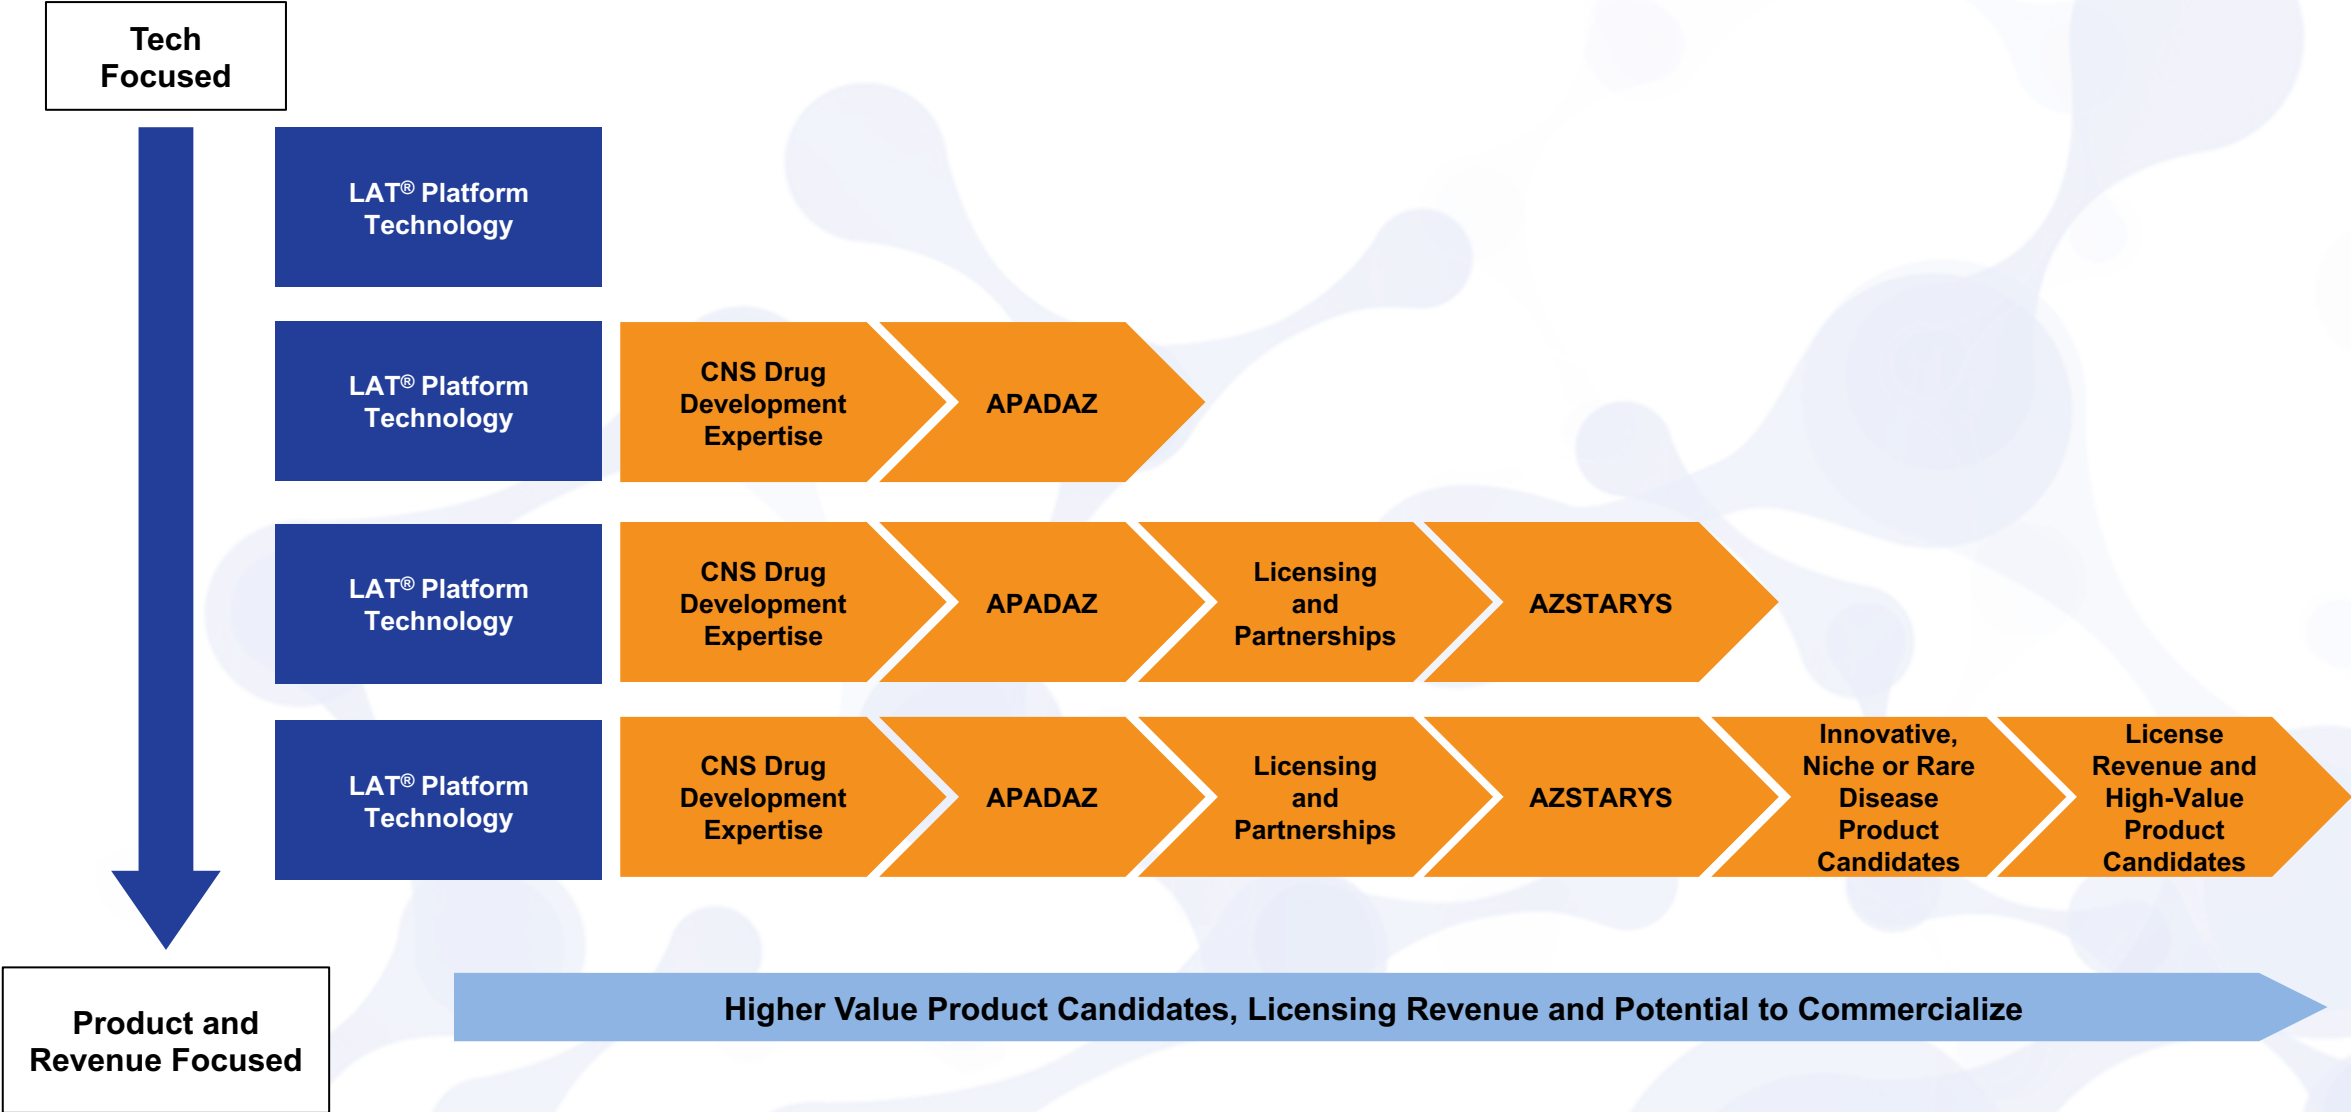 Tech
Focused
LAT® Platform
Technology
LAT® Platform
Technology
CNS Drug
Development
Expertise
APADAZ
LAT® Platform
Technology
CNS Drug
Development
Expertise
APADAZ
Licensing
and
Partnerships
AZSTARYS
LAT® Platform
Technology
CNS Drug
Development
Expertise
APADAZ
Licensing
and
Partnerships
AZSTARYS
Innovative,
Niche or Rare
Disease
Product
Candidates
License
Revenue and
High-Value
Product
Candidates
Product and
Revenue Focused
Higher Value Product Candidates, Licensing Revenue and Potential to Commercialize